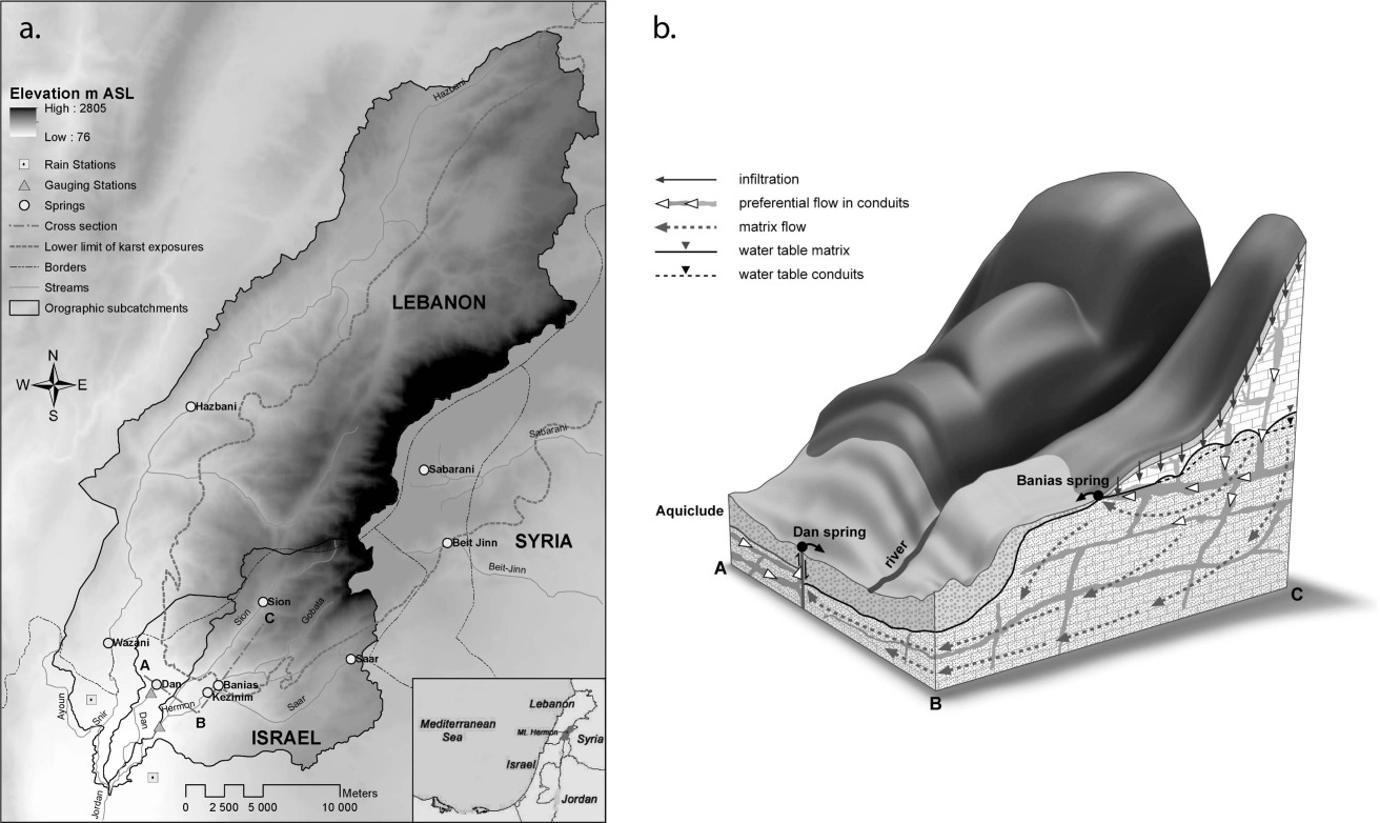 a.
Elevation m ASL
High : 2805
Low : 76
Rain Stations
Gauging Stations
Springs
Cross section
Lower limit of karst exposures
Borders
Streams
Orographic subcatchments
N
W E
S
Hazbani
LEBANON
Hazbani
Sabarani
Sabarani
SYRIA
Beit Jinn
Beit-Jinn
Sion
C
Sion
Gobata
Wazani
A
Saar
Dan
Banias
Kezinim
Hermon
B
Saar
Ayoun
Snir
Dan
ISRAEL
Jordan
Meters
0 2 500 5 000 10 000
Lebanon
Mediterranean
Sea
Mt. Hermon
Syria
Israel
Jordan
b.
infiltration
preferential flow in conduits
matrix flow
water table matrix
water table conduits
Banias spring
Aquiclude
Dan spring
river
A
C
B